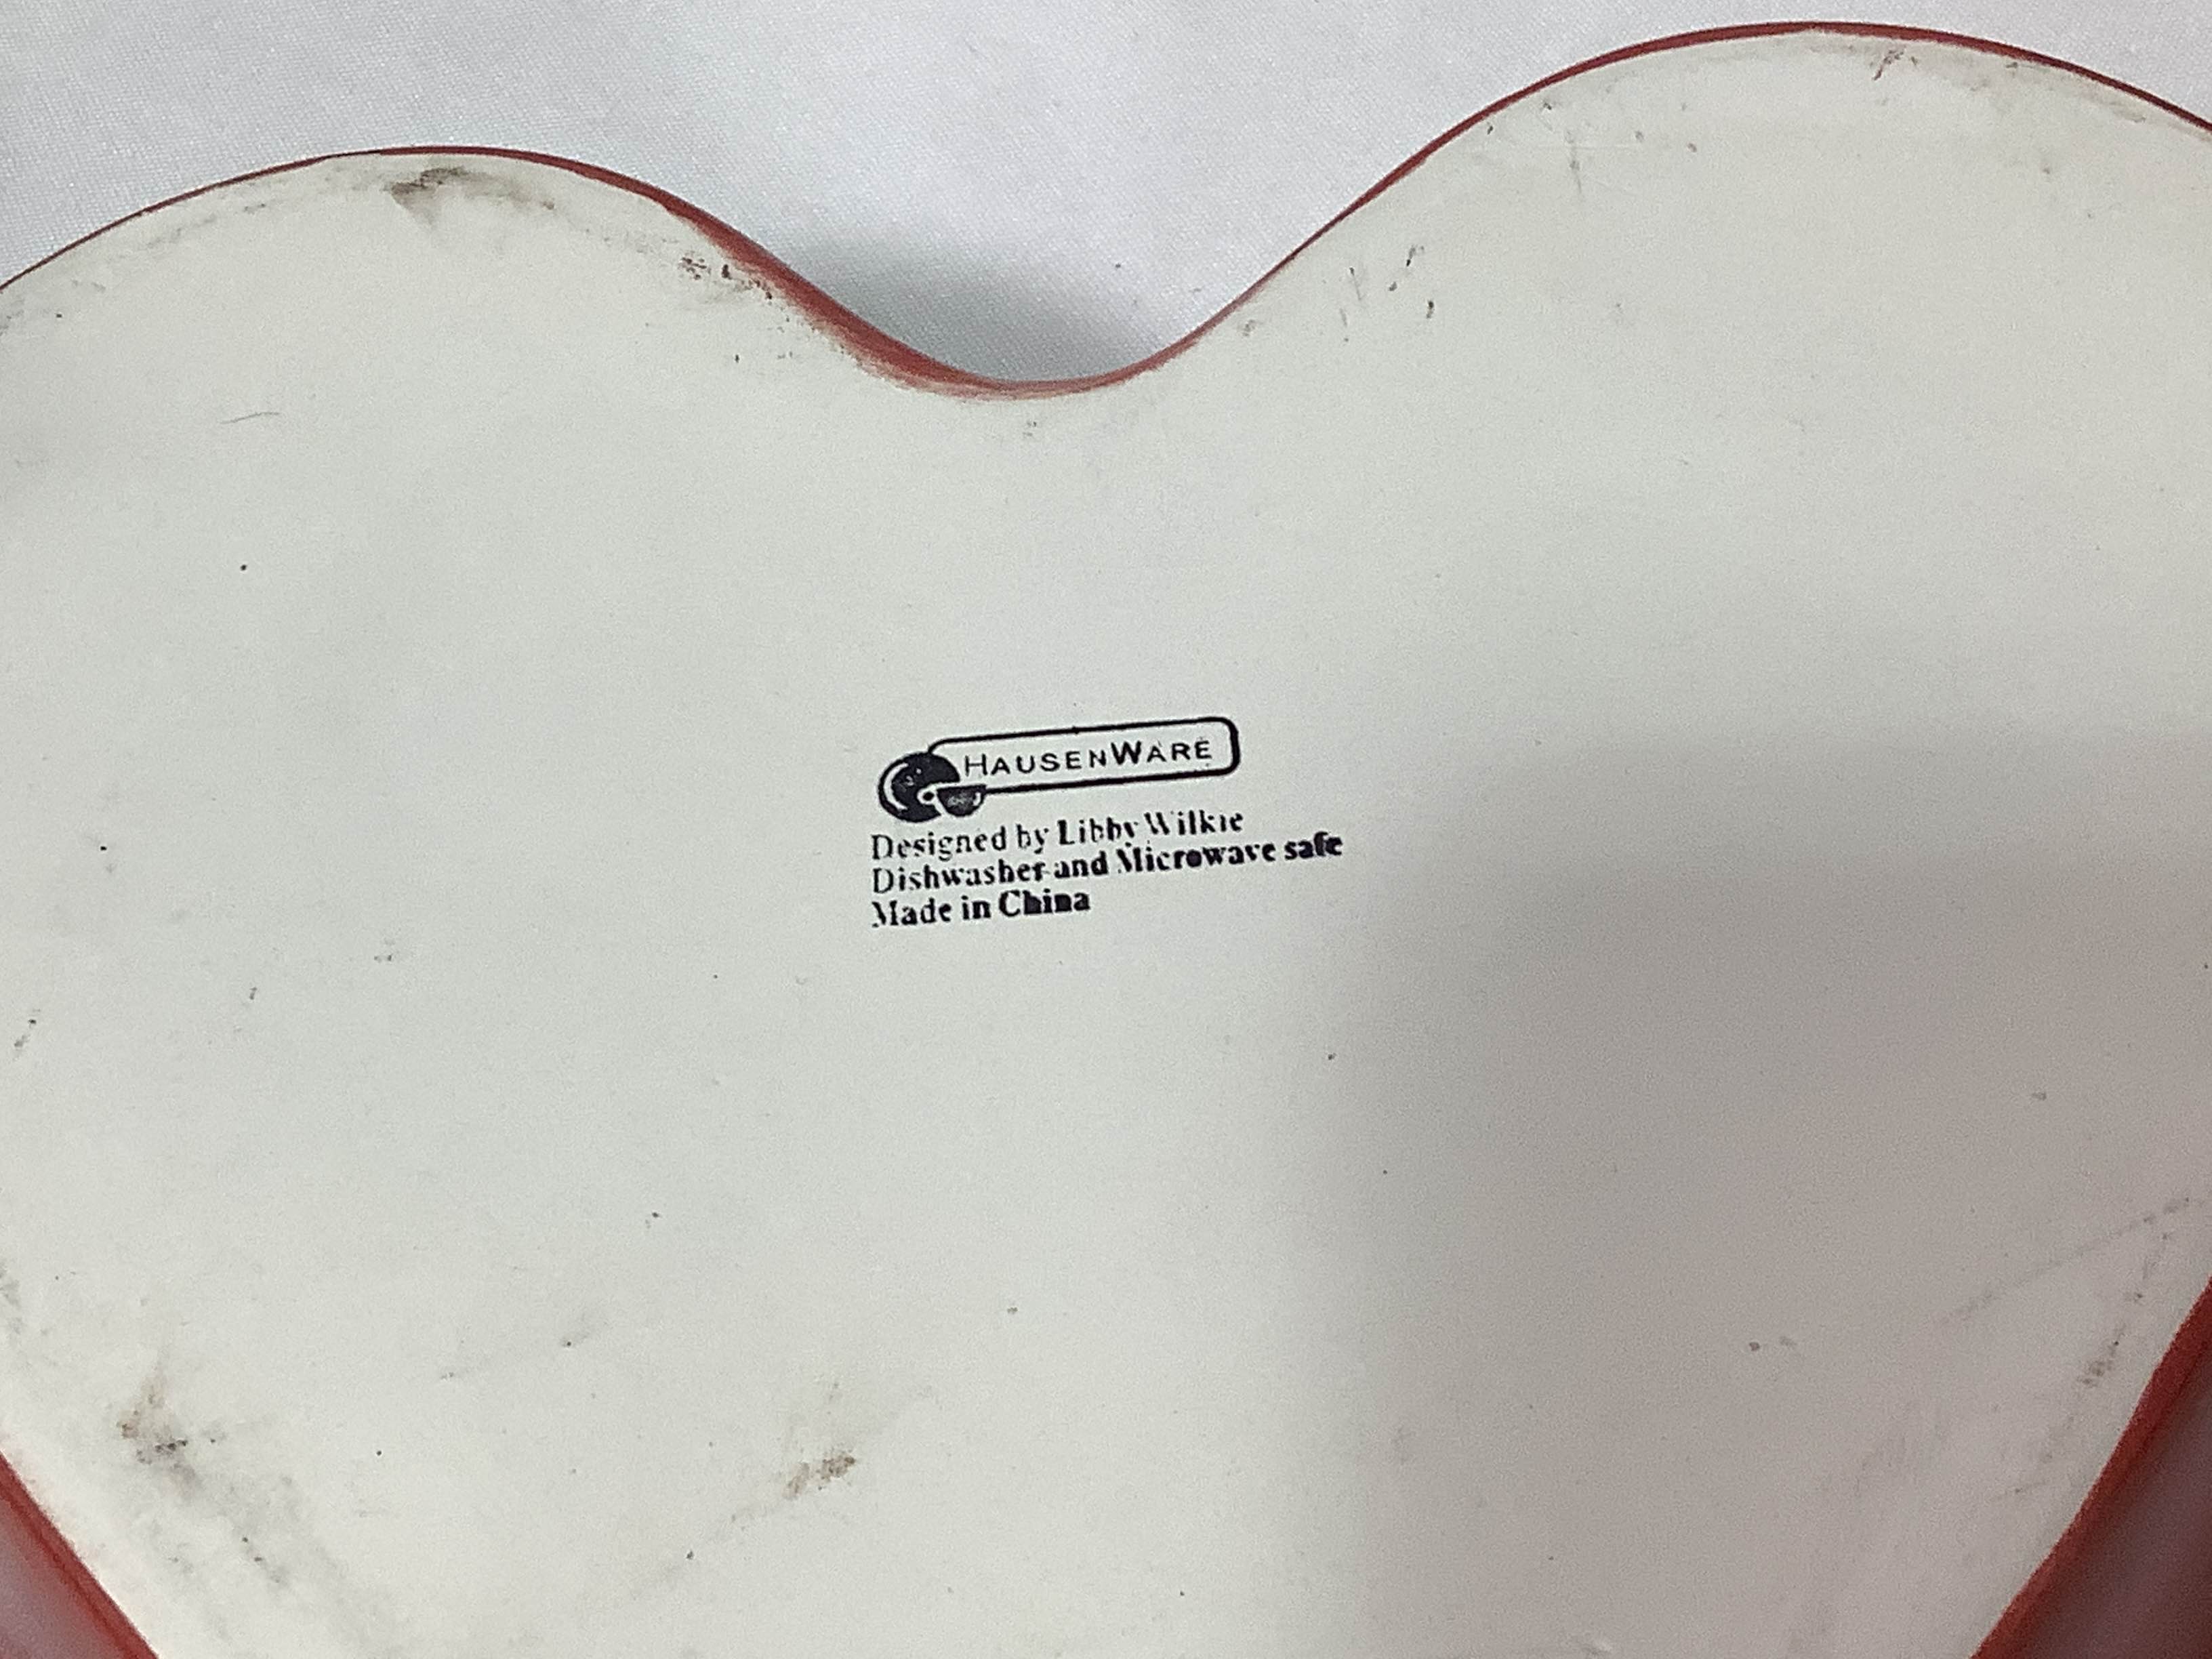 HAUSENWARE
Designed by Libby Wilkie
Dishwasher and Microwave safe
Made in China